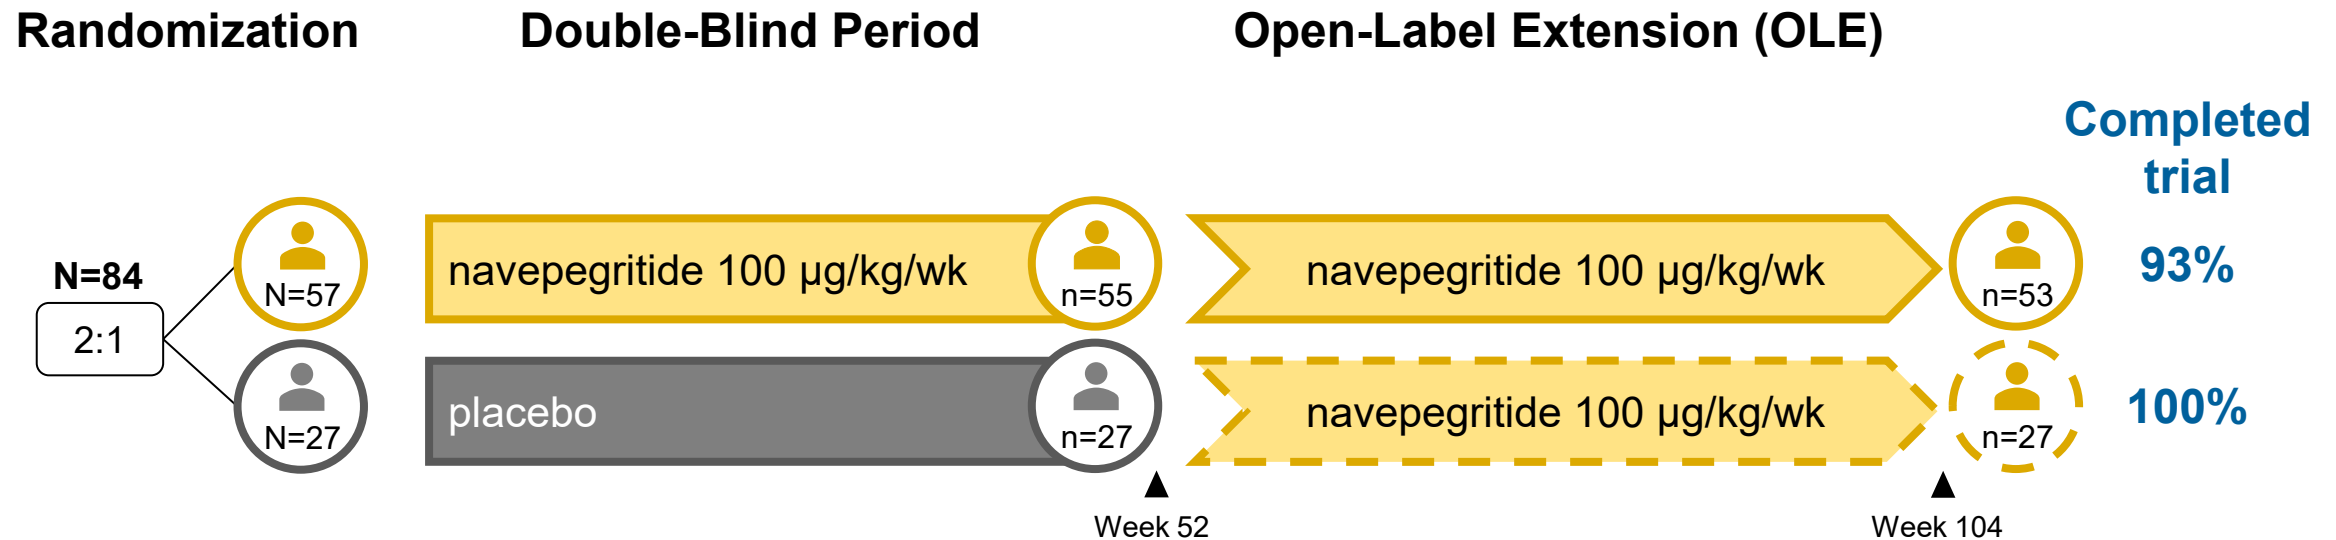 Randomization
Double-Blind Period
Open-Label Extension (OLE)
Completed
trial
N=84
2:1
N=57
navepegritide 100 µg/kg/wk
n=55
navepegritide 100 µg/kg/wk
n=53
93%
N=27
placebo
n=27
navepegritide 100 µg/kg/wk
n=27
100%
Week 52
Week 104